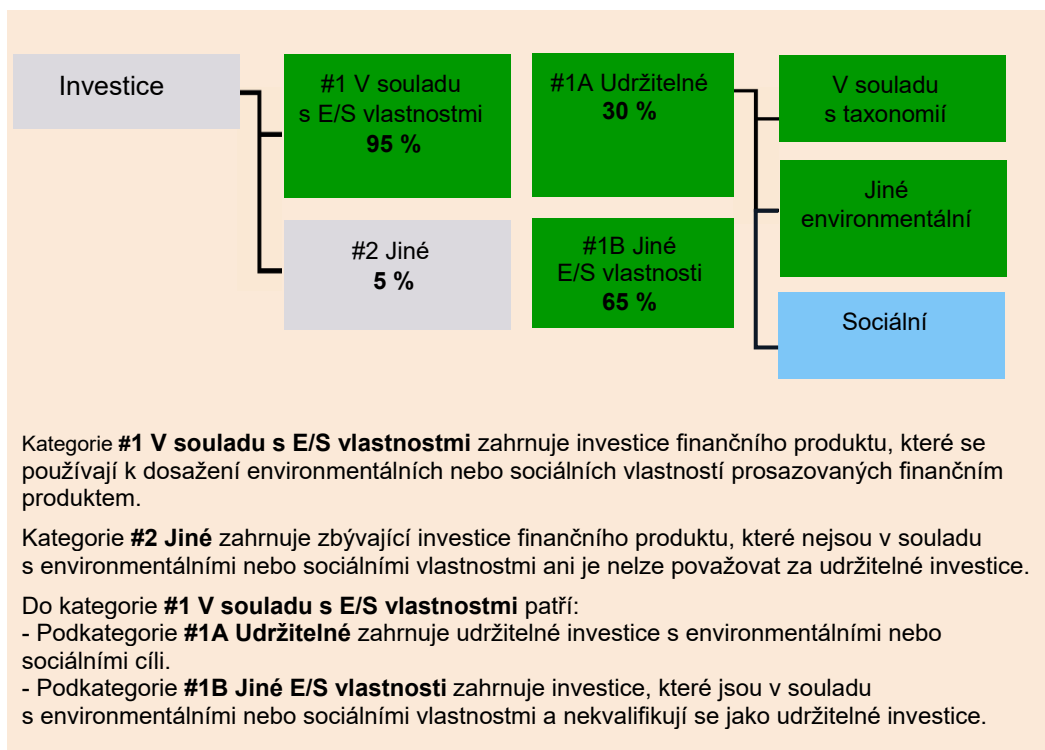 Investice
#1 V souladu
s E/S vlastnostmi
95 %
#2 Jiné
5 %
#1A Udržitelné
30 %
#1B Jiné
E/S vlastnosti
65 %
V souladu
s taxonomií
Jiné
environmentální
Sociální
Kategorie #1 V souladu s E/S vlastnostmi zahrnuje investice finančního produktu, které se
používají k dosažení environmentálních nebo sociálních vlastností prosazovaných finančním
produktem.
Kategorie #2 Jiné zahrnuje zbývající investice finančního produktu, které nejsou v souladu
s environmentálními nebo sociálními vlastnostmi ani je nelze považovat za udržitelné investice.
Do kategorie #1 V souladu s E/S vlastnostmi patří:
- Podkategorie #1A Udržitelné zahrnuje udržitelné investice s environmentálními nebo
sociálními cíli.
- Podkategorie #1B Jiné E/S vlastnosti zahrnuje investice, které jsou v souladu
s environmentálními nebo sociálními vlastnostmi a nekvalifikují se jako udržitelné investice.